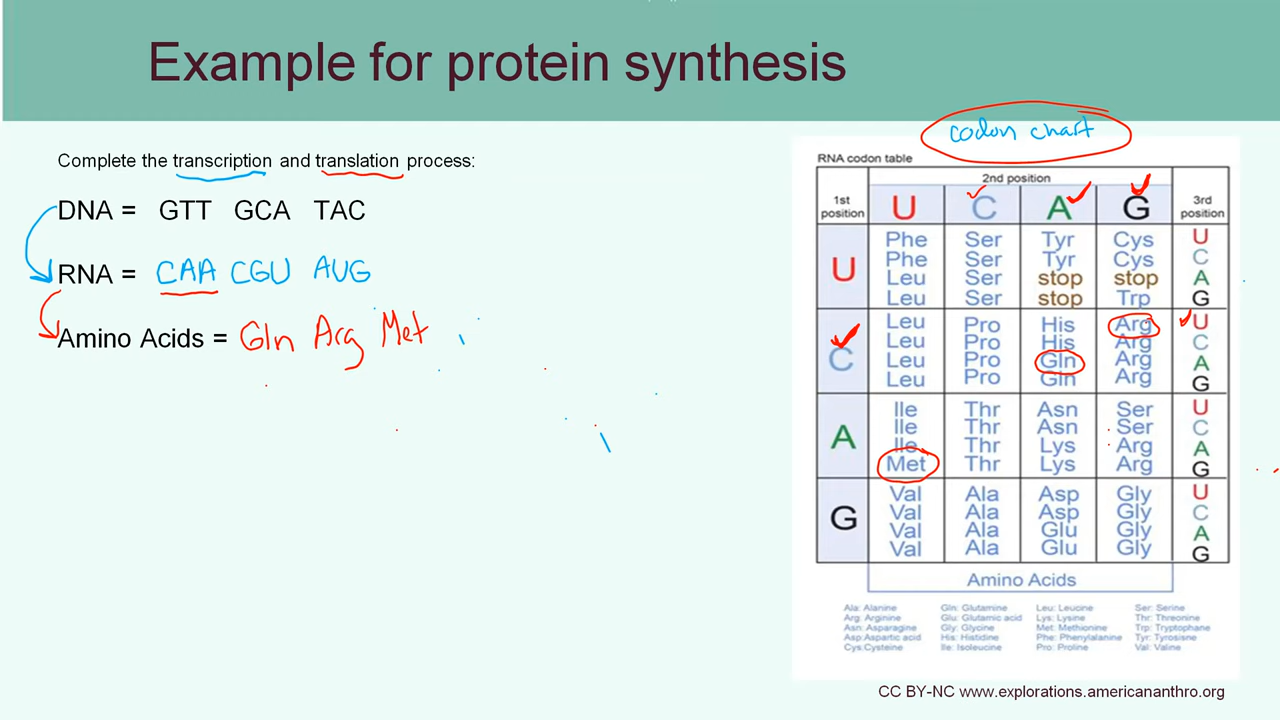 Example for protein synthesis
Complete the transcription and translation process:
DNA = GTT GCA TAC
RNA = CAA CGU AUG
Amino Acids = Gln Arg Met
codon chart
RNA codon table
2nd position
1st position U C A G 3rd position
U Phe Ser Tyr Cys U
Phe Ser Tyr Cys C
Leu Ser stop stop A
Leu Ser stop Trp G
C Leu Pro His Arg U
Leu Pro His Arg C
Leu Pro Gln Arg A
Leu Pro Gln Arg G
A Ile Thr Asn Ser U
Ile Thr Asn Ser C
Ile Thr Lys Arg A
Met Thr Lys Arg G
G Val Ala Asp Gly U
Val Ala Asp Gly C
Val Ala Glu Gly A
Val Ala Glu Gly G
Amino Acids
Ala: Alanine Gln: Glutamine Leu: Leucine Ser: Serine
Arg: Arginine Glu: Glutamic acid Lys: Lysine Thr: Threonine
Asn: Asparagine Gly: Glycine Met: Methionine Trp: Tryptophane
Asp: Aspartic acid His: Histidine Phe: Phenylalanine Tyr: Tyrosisne
Cys: Cysteine Ile: Isoleucine Pro: Proline Val: Valine
CC BY-NC www.explorations.americananthro.org